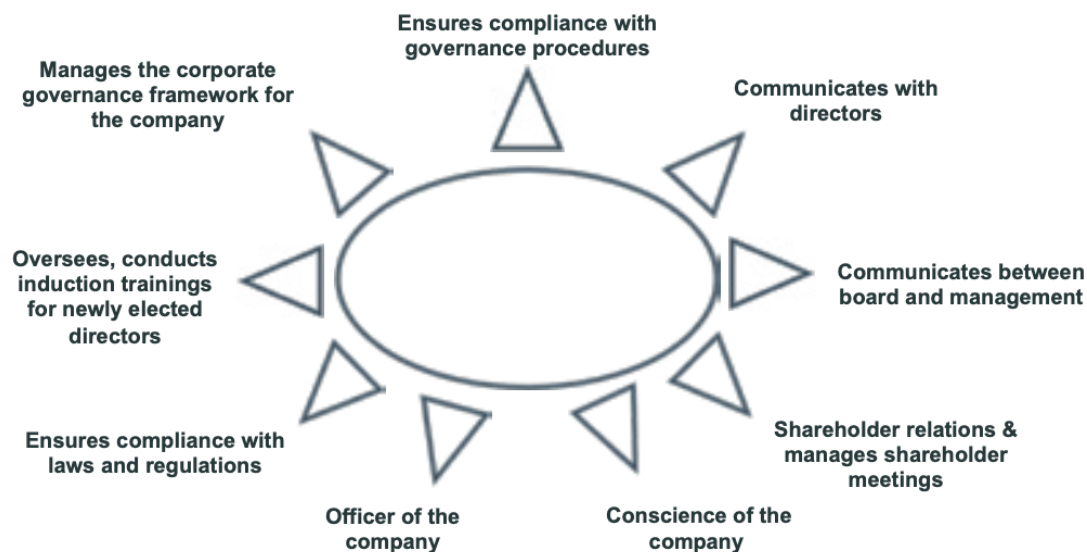 Ensures compliance with
governance procedures
Manages the corporate
governance framework for
the company
Communicates with
directors
Oversees, conducts
induction trainings
for newly elected
directors
Communicates between
board and management
Ensures compliance with
laws and regulations
Shareholder relations &
manages shareholder
meetings
Officer of the
company
Conscience of the
company